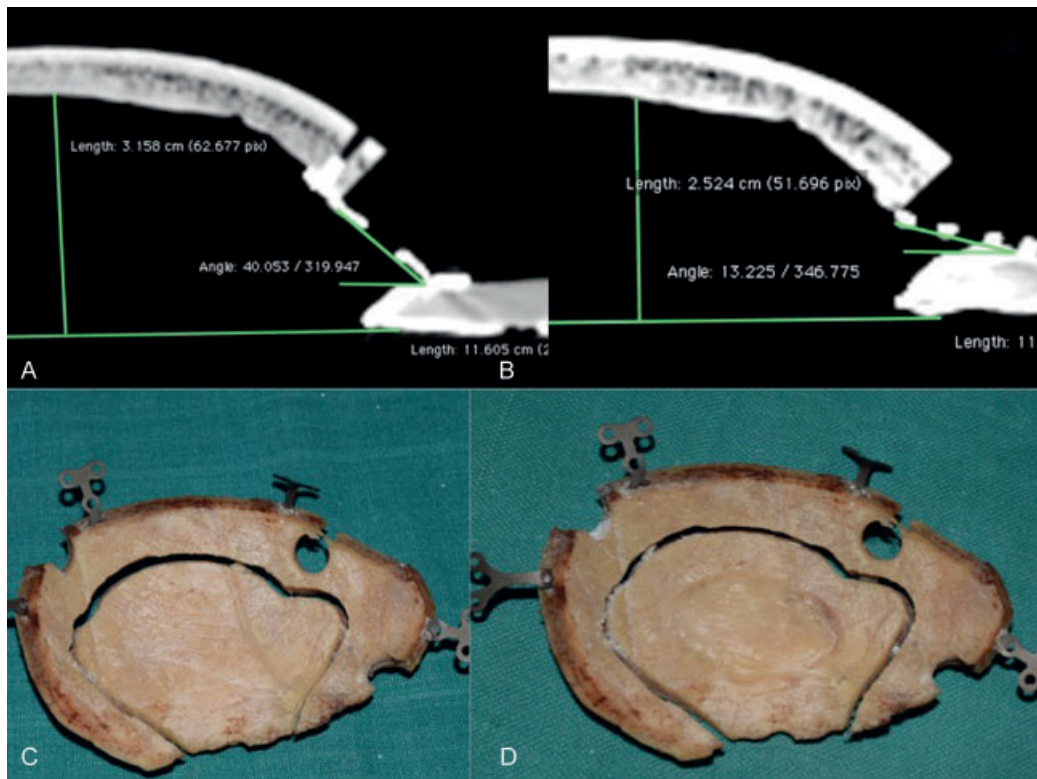 Length: 3.158 cm (62.677 pix)
Angle: 40.053 / 319.947
Length: 11.605 cm (2
A
Length: 2.524 cm (51.696 pix)
Angle: 13.225 / 346.775
Length: 11
B
C
D